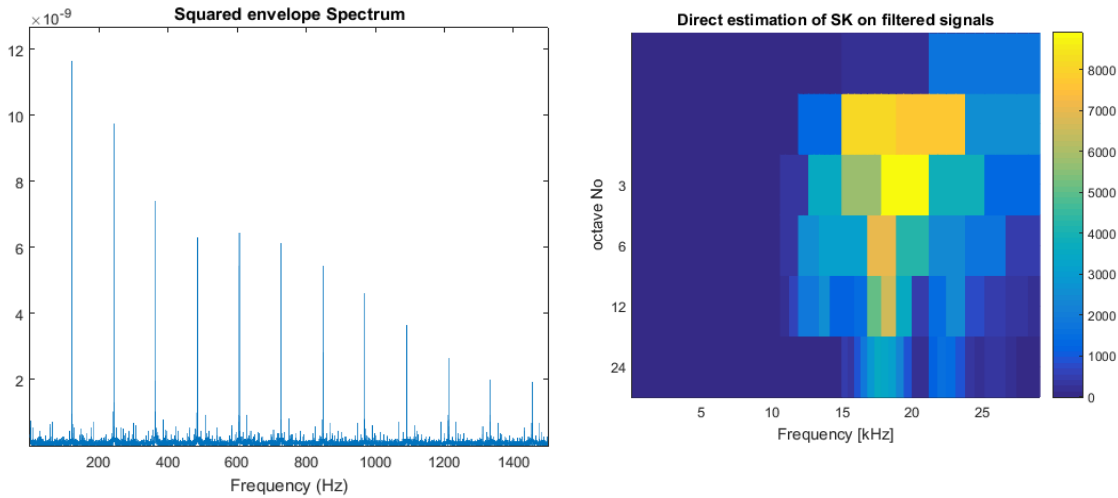 Squared envelope Spectrum
×10⁻⁹
12
10
8
6
4
2
200 400 600 800 1000 1200 1400
Frequency (Hz)
Direct estimation of SK on filtered signals
octave No
3
6
12
24
5 10 15 20 25
Frequency [kHz]
8000
7000
6000
5000
4000
3000
2000
1000
0